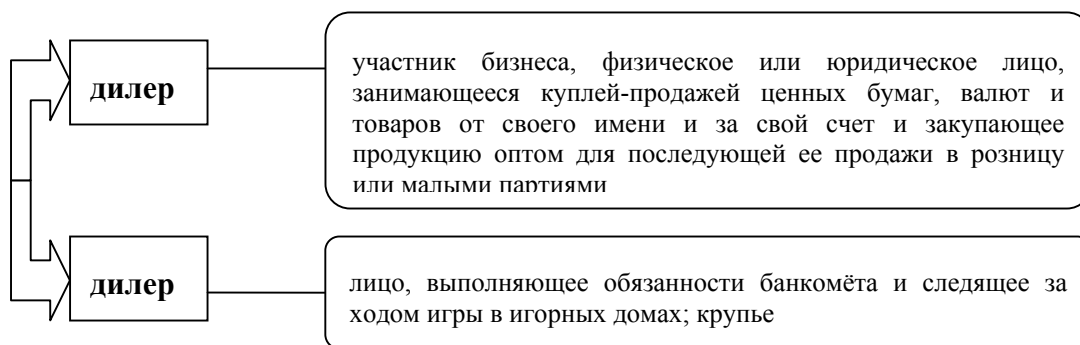 дилер
участник бизнеса, физическое или юридическое лицо,
занимающееся куплей-продажей ценных бумаг, валют и
товаров от своего имени и за свой счет и закупающее
продукцию оптом для последующей ее продажи в розницу
или малыми партиями
дилер
лицо, выполняющее обязанности банкомёта и следящее за
ходом игры в игорных домах; крупье